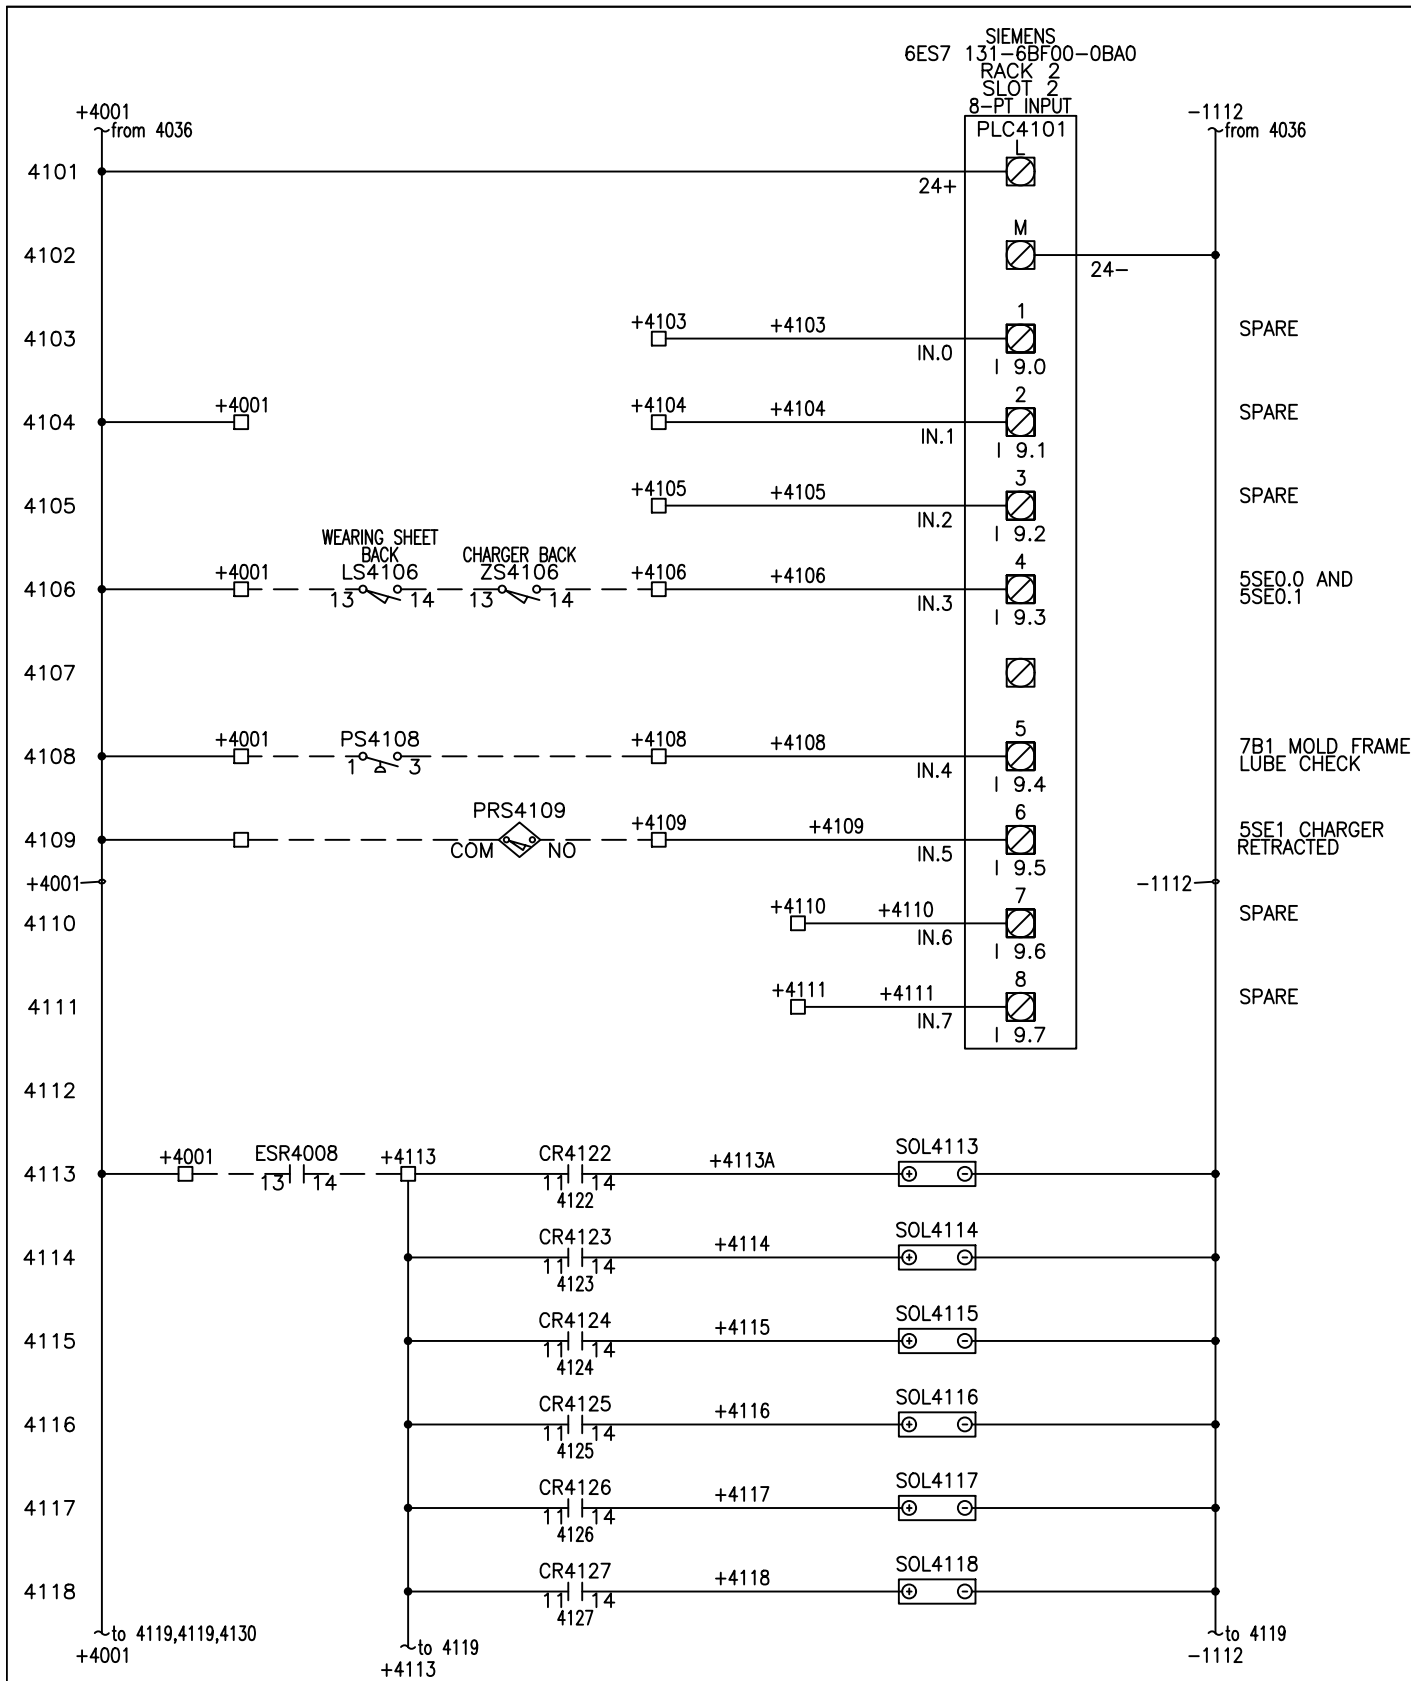 SIEMENS
6ES7 131-6BF00-0BA0
RACK 2
SLOT 2
8-PT INPUT
+4001
from 4036
PLC4101
-1112
from 4036
4101
L
24+
4102
M
24-
4103
+4103
+4103
IN.0
1
I 9.0
SPARE
4104
+4001
+4104
+4104
IN.1
2
I 9.1
SPARE
4105
+4105
+4105
IN.2
3
I 9.2
SPARE
WEARING SHEET
BACK
CHARGER BACK
4106
+4001
LS4106
13
14
ZS4106
13
14
+4106
+4106
IN.3
4
I 9.3
5SE0.0 AND
5SE0.1
4107
4108
+4001
PS4108
1
3
+4108
+4108
IN.4
5
I 9.4
7B1 MOLD FRAME
LUBE CHECK
4109
PRS4109
COM
NO
+4109
+4109
IN.5
6
I 9.5
5SE1 CHARGER
RETRACTED
+4001
-1112
4110
+4110
+4110
IN.6
7
I 9.6
SPARE
4111
+4111
+4111
IN.7
8
I 9.7
SPARE
4112
4113
+4001
ESR4008
13
14
+4113
CR4122
11
14
4122
+4113A
SOL4113
4114
CR4123
11
14
4123
+4114
SOL4114
4115
CR4124
11
14
4124
+4115
SOL4115
4116
CR4125
11
14
4125
+4116
SOL4116
4117
CR4126
11
14
4126
+4117
SOL4117
4118
CR4127
11
14
4127
+4118
SOL4118
to 4119,4119,4130
+4001
to 4119
+4113
to 4119
-1112